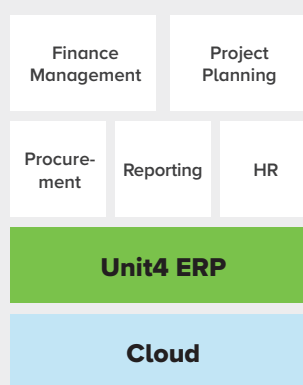 Finance
Management
Project
Planning
Procure-
ment
Reporting
HR
Unit4 ERP
Cloud